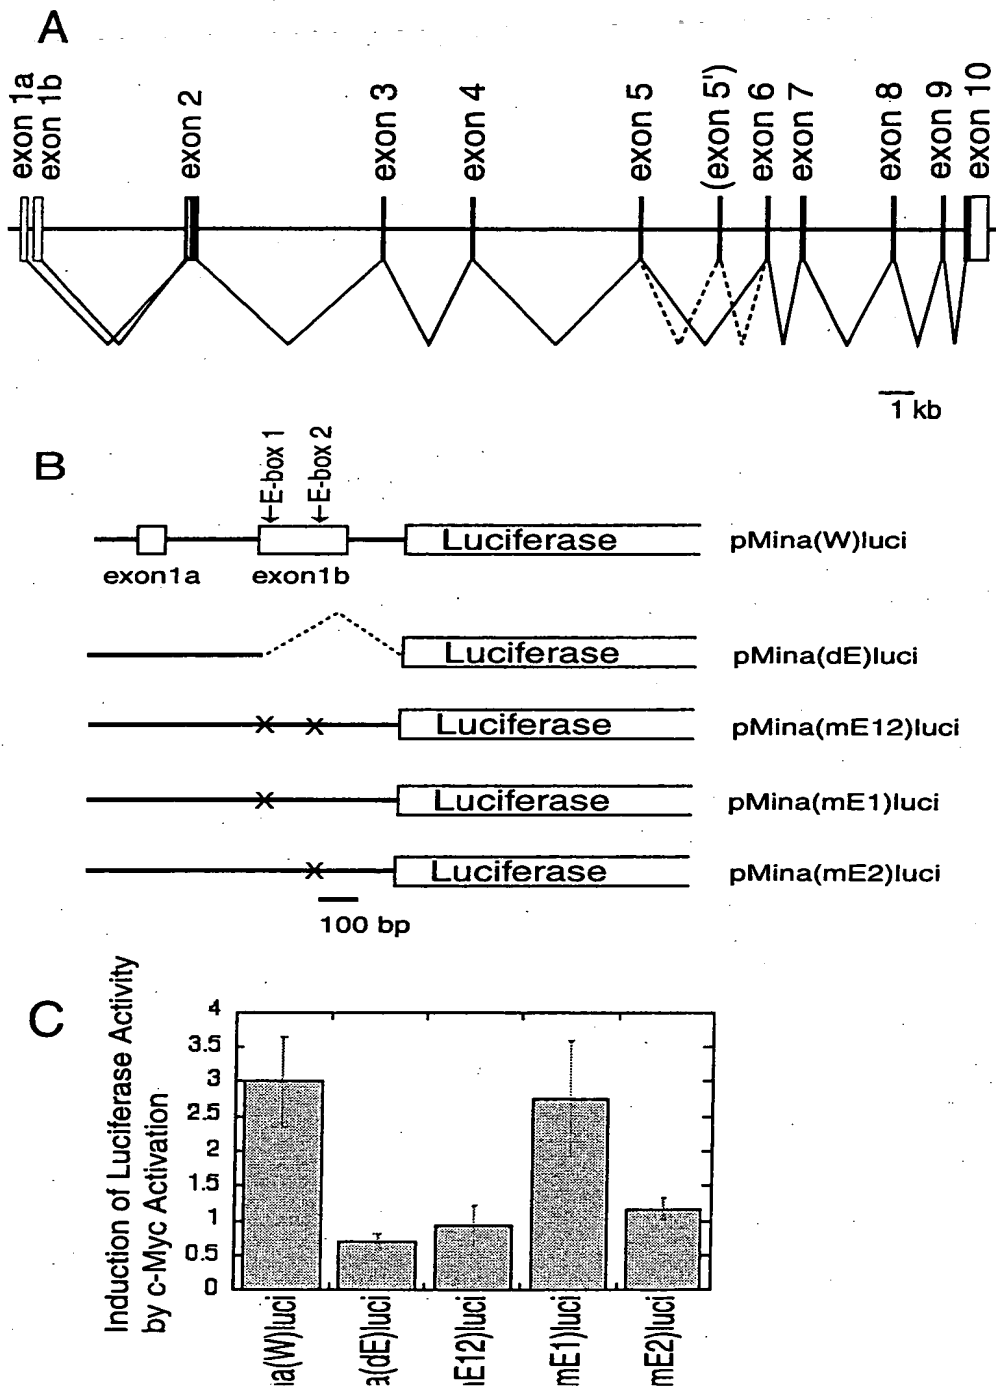 A
exon 1a
exon 1b
exon 2
exon 3
exon 4
exon 5
(exon 5')
exon 6
exon 7
exon 8
exon 9
exon 10
1 kb
B
E-box 1
E-box 2
Luciferase
pMina(W)luci
exon1a
exon1b
Luciferase
pMina(dE)luci
Luciferase
pMina(mE12)luci
Luciferase
pMina(mE1)luci
Luciferase
pMina(mE2)luci
100 bp
C
Induction of Luciferase Activity
by c-Myc Activation
4
3.5
3
2.5
2
1.5
1
0.5
0
na(W)luci
a(dE)luci
nE12)luci
mE1)luci
mE2)luci